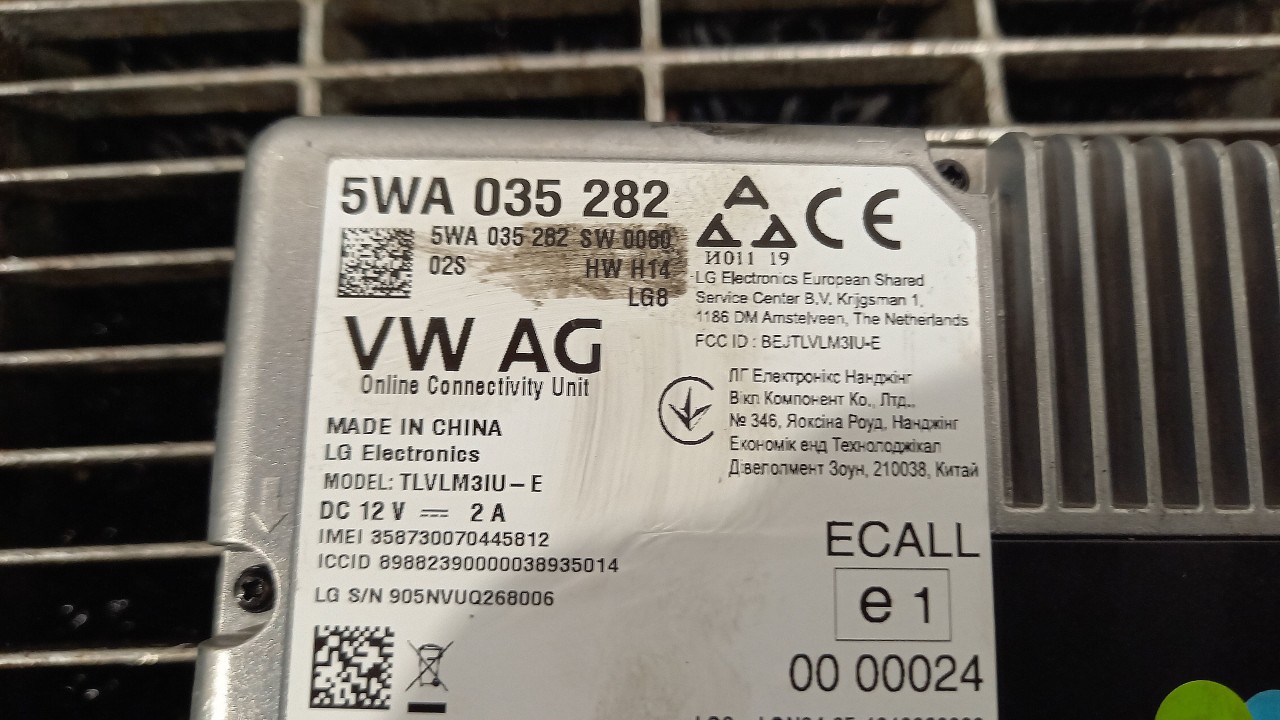 5WA 035 282
5WA 035 282 SW 0080
02S HW H14
LG8
VW AG
Online Connectivity Unit
MADE IN CHINA
LG Electronics
MODEL: TLVLM3IU-E
DC 12 V ⎓ 2 A
IMEI 358730070445812
ICCID 89882390000038935014
LG S/N 905NVUQ268006
CE
И011 19
LG Electronics European Shared
Service Center B.V. Krijgsman 1,
1186 DM Amstelveen, The Netherlands
FCC ID : BEJTLVLM3IU-E
ЛГ Електронікс Нанджінг
Вікл Компонент Ко., Лтд.,
№ 346, Яоксіна Роуд, Нанджінг
Економік енд Технолоджікал
Двелопмент Зоун, 210038, Китай
ECALL
e 1
00 00024